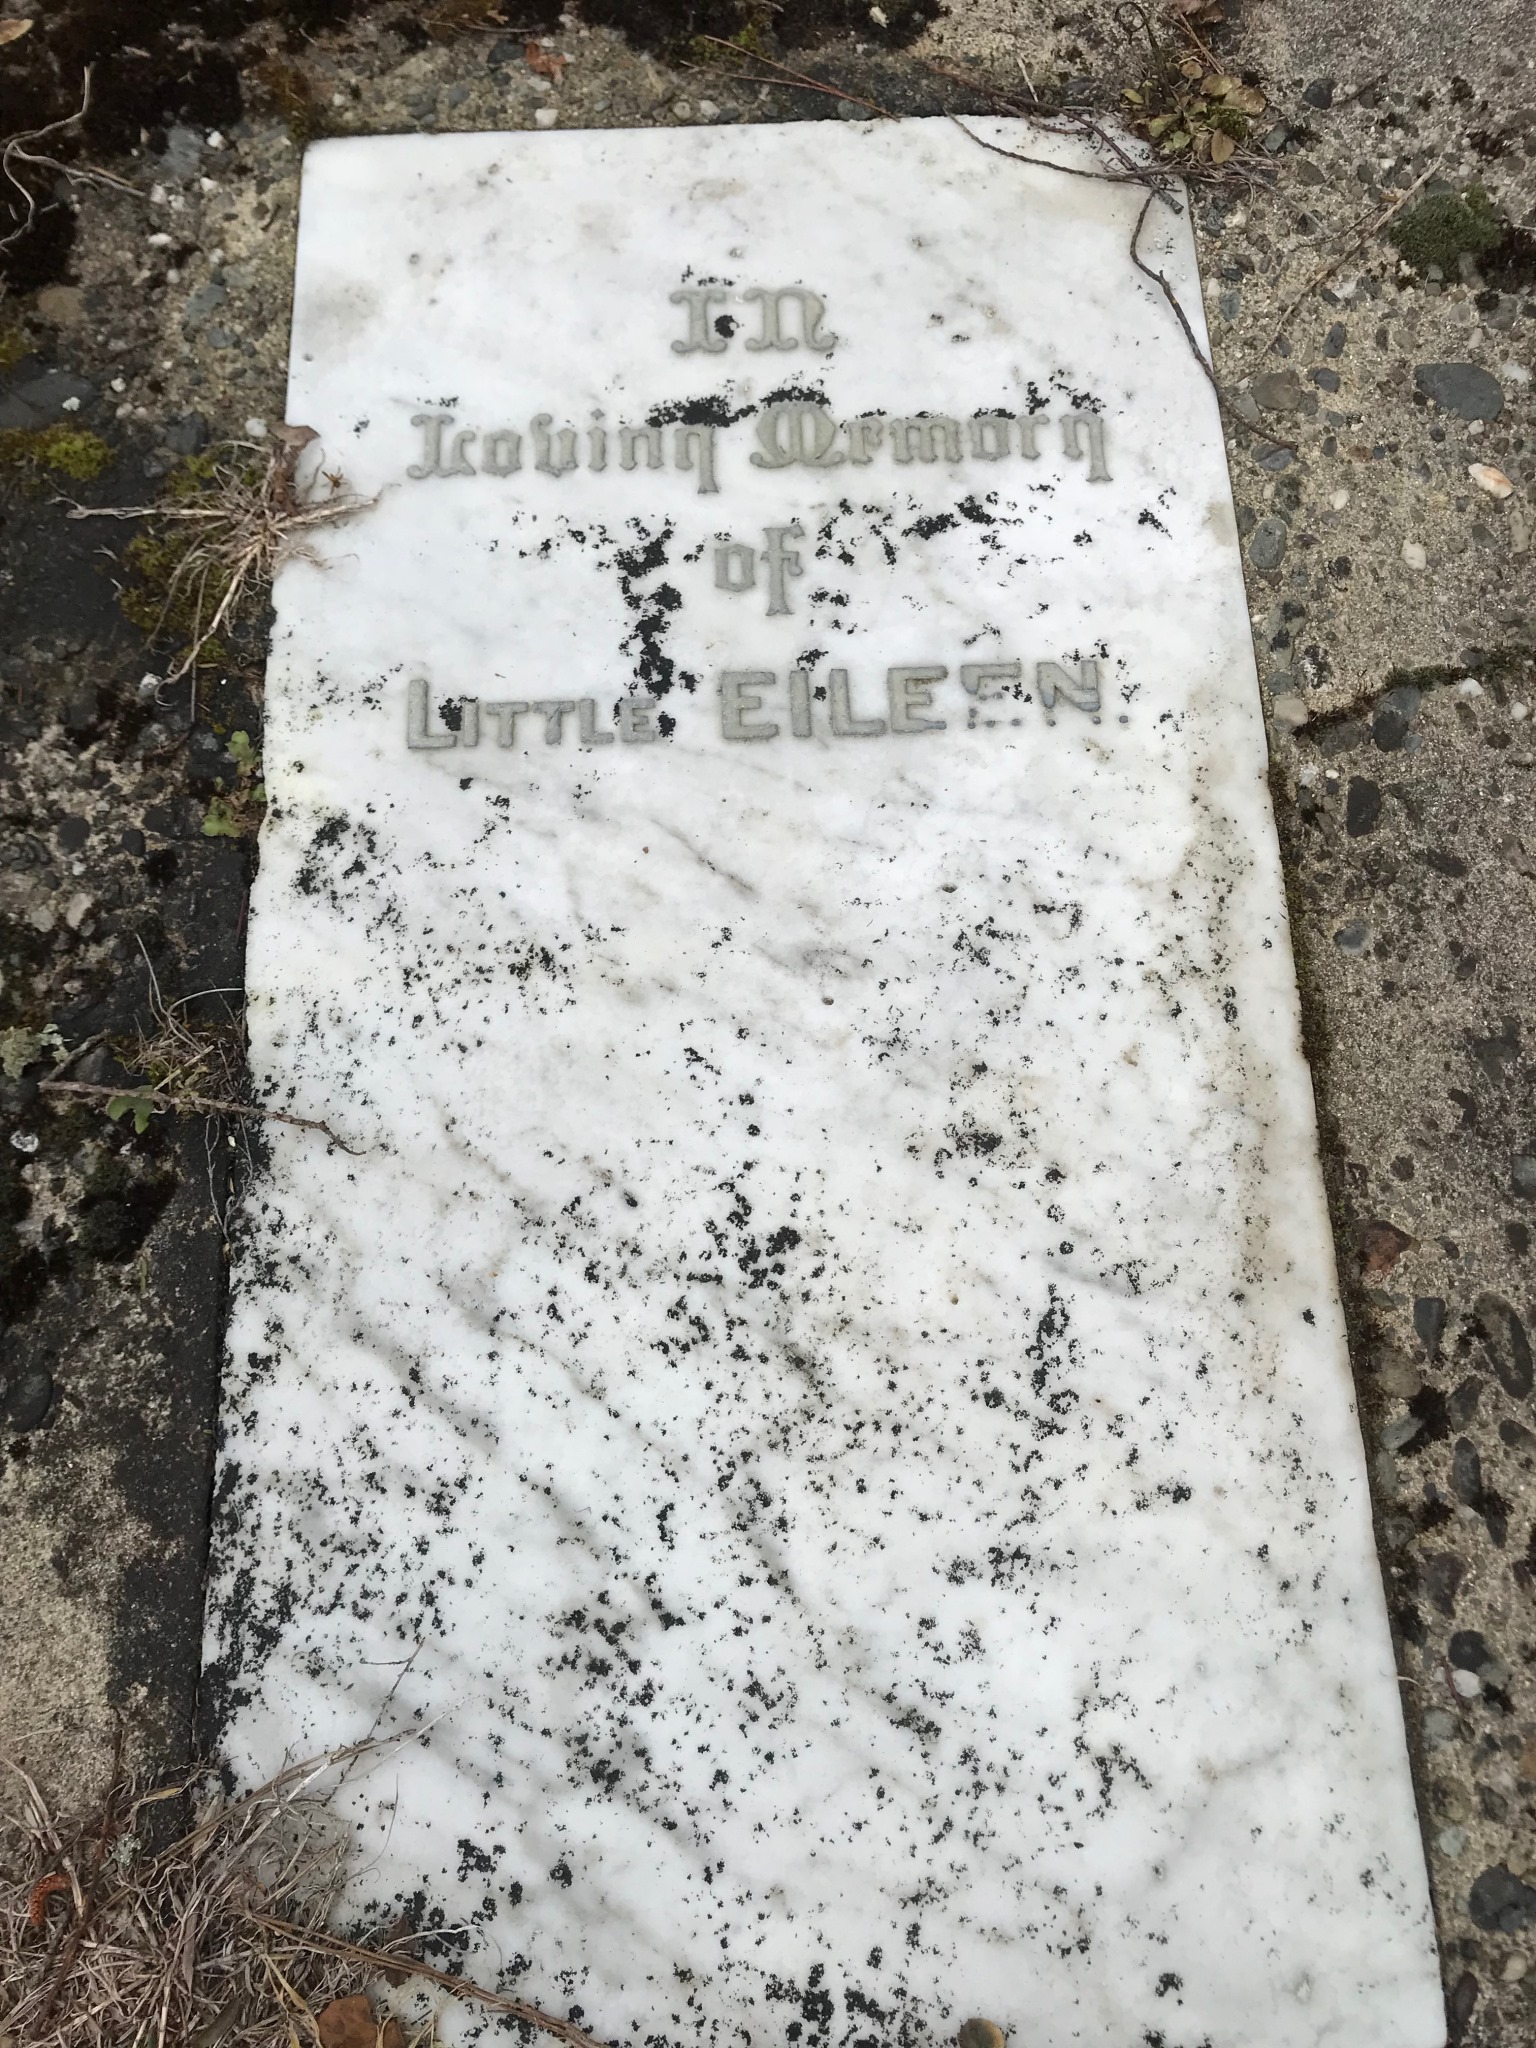 In
Loving Memory
of
LITTLE EILEEN.